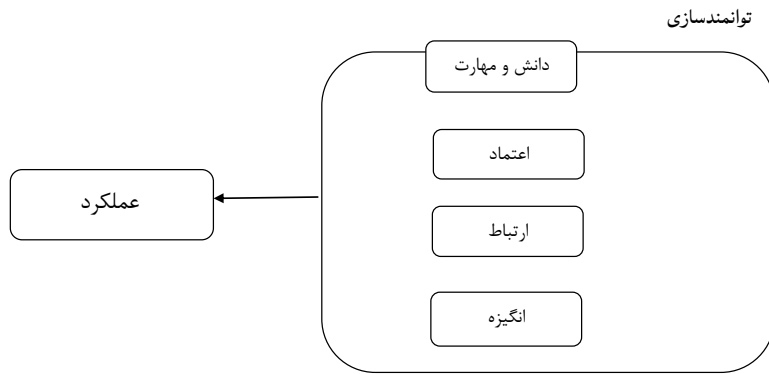 توانمندسازی
دانش و مهارت
اعتماد
عملکرد
ارتباط
انگیزه